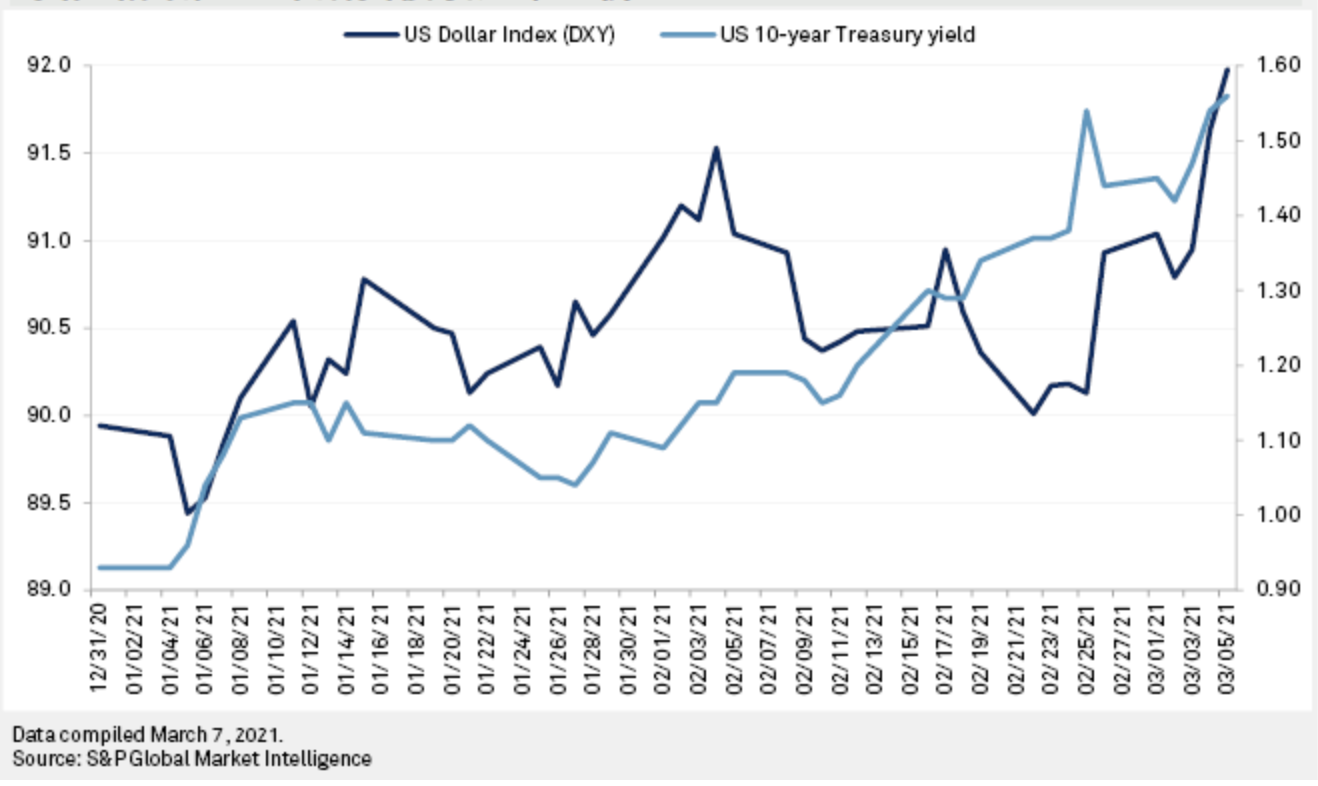 US Dollar Index (DXY) US 10-year Treasury yield
92.0 1.60
91.5 1.50
91.0 1.40
90.5 1.30
90.0 1.20
89.5 1.10
89.0 1.00
0.90
12/31/20 01/02/21 01/04/21 01/06/21 01/08/21 01/10/21 01/12/21 01/14/21 01/16/21 01/18/21 01/20/21 01/22/21 01/24/21 01/26/21 01/28/21 01/30/21 02/01/21 02/03/21 02/05/21 02/07/21 02/09/21 02/11/21 02/13/21 02/15/21 02/17/21 02/19/21 02/21/21 02/23/21 02/25/21 02/27/21 03/01/21 03/03/21 03/05/21
Data compiled March 7, 2021.
Source: S&P Global Market Intelligence